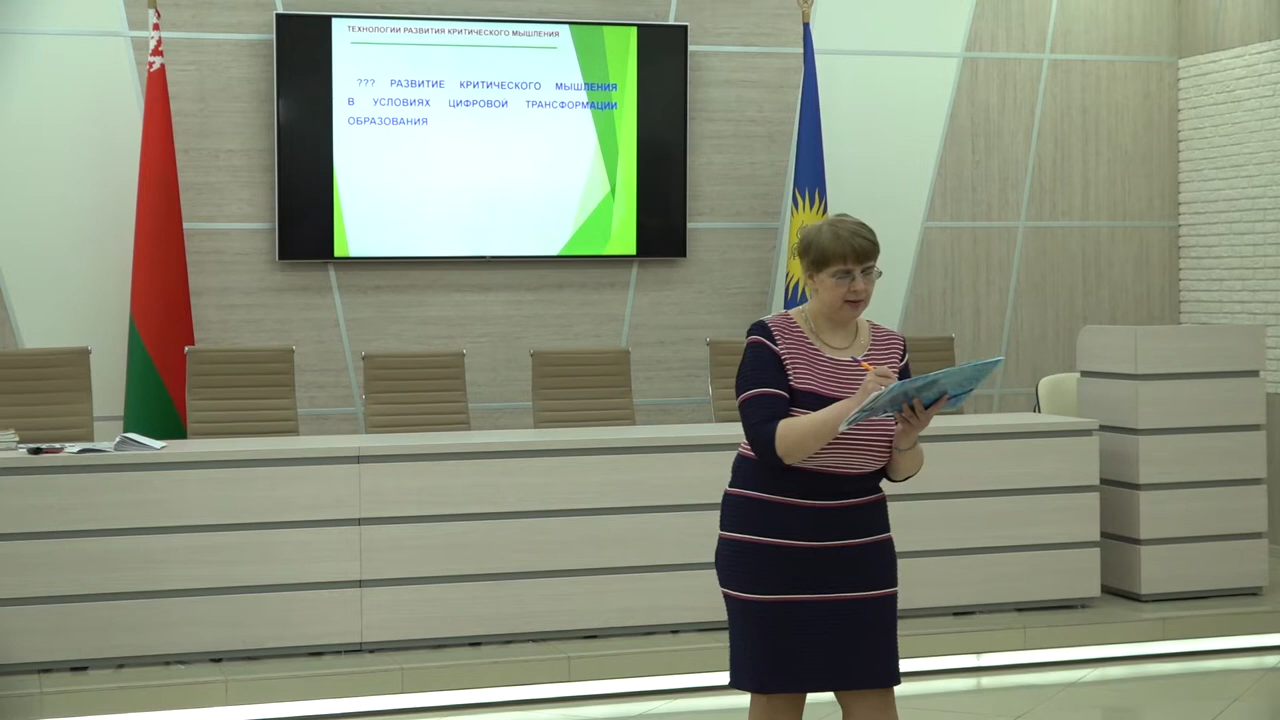 ТЕХНОЛОГИИ РАЗВИТИЯ КРИТИЧЕСКОГО МЫШЛЕНИЯ
??? РАЗВИТИЕ КРИТИЧЕСКОГО МЫШЛЕНИЯ
В УСЛОВИЯХ ЦИФРОВОЙ ТРАНСФОРМАЦИИ
ОБРАЗОВАНИЯ